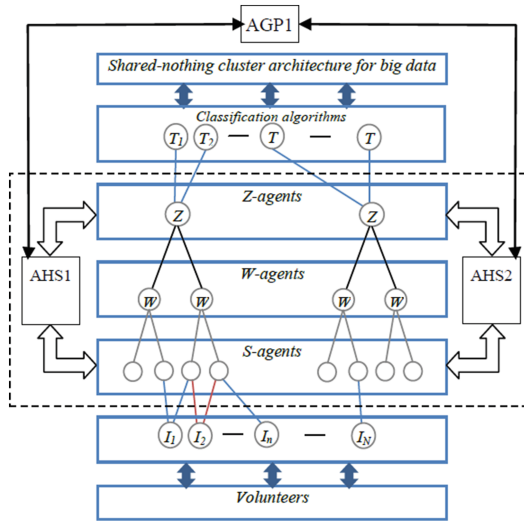 AGP1
Shared-nothing cluster architecture for big data
Classification algorithms
T1 T2 — T — T
Z-agents
Z Z
W-agents
AHS1 AHS2
W W W W
S-agents
I1 I2 — In — IN
Volunteers